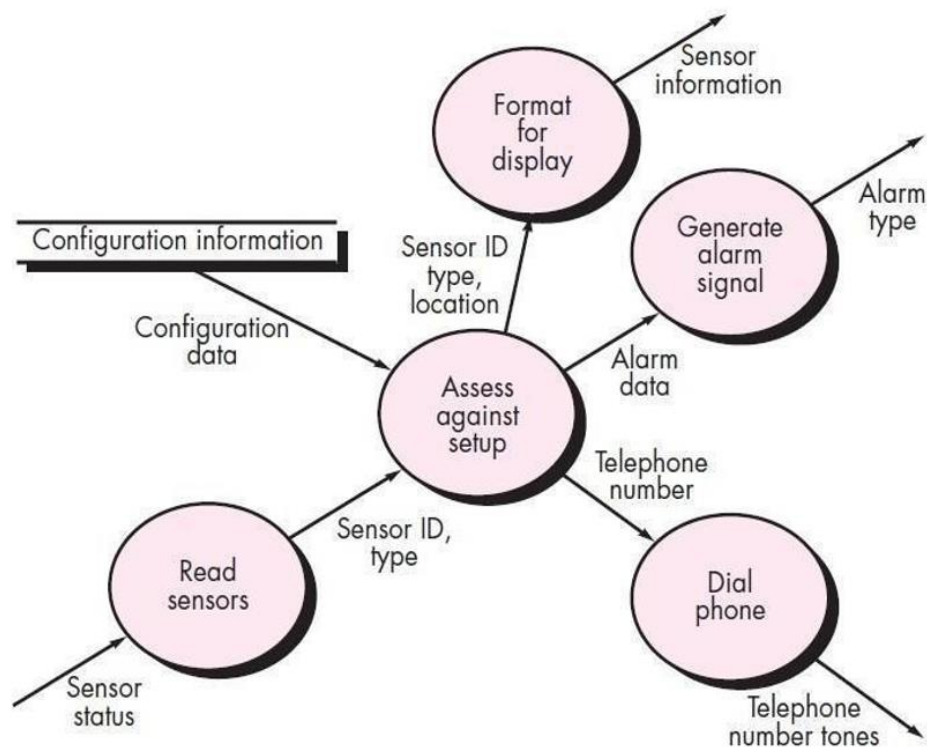 Sensor
information
Format
for
display
Alarm
type
Generate
alarm
signal
Configuration information
Sensor ID
type,
location
Configuration
data
Alarm
data
Assess
against
setup
Telephone
number
Sensor ID,
type
Read
sensors
Dial
phone
Sensor
status
Telephone
number tones